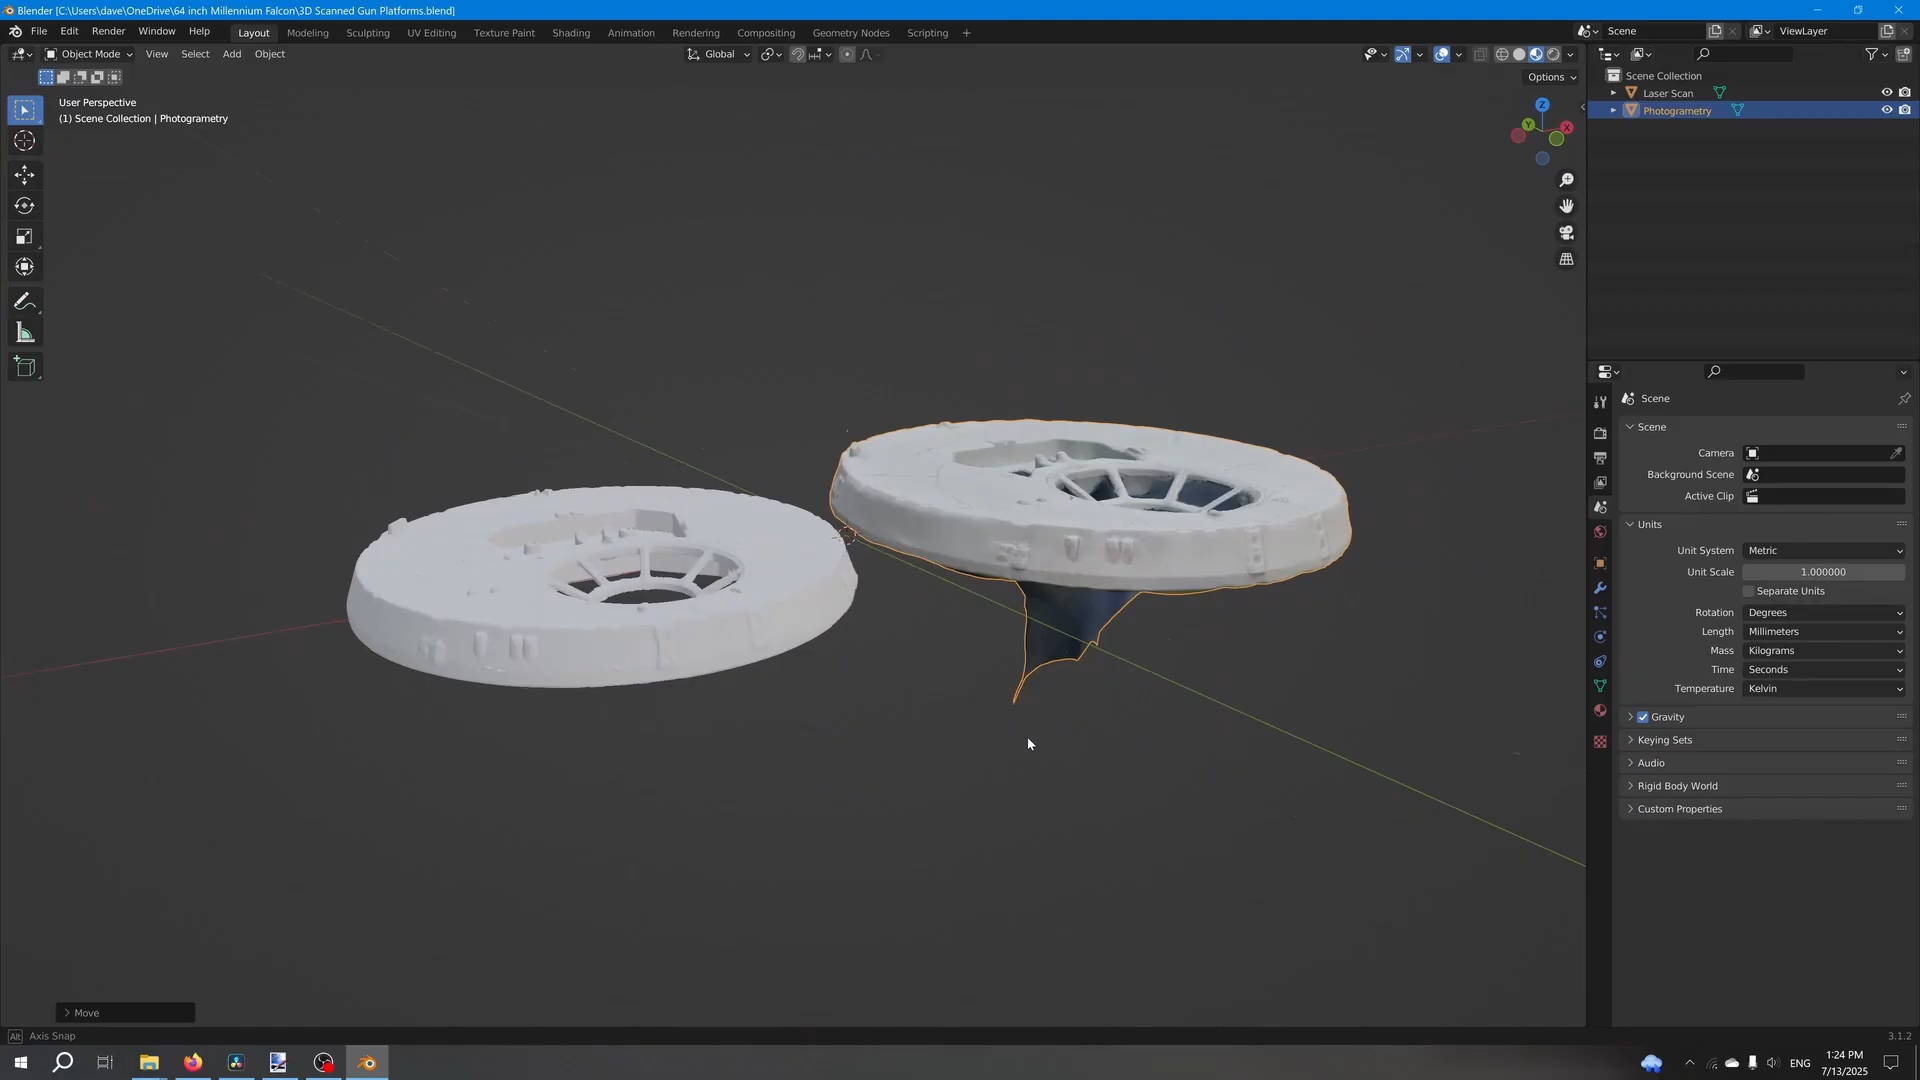 Blender [C:\Users\dave\OneDrive\64 inch Millennium Falcon\3D Scanned Gun Platforms.blend]
File Edit Render Window Help Layout Modeling Sculpting UV Editing Texture Paint Shading Animation Rendering Compositing Geometry Nodes Scripting + Scene ViewLayer
Object Mode View Select Add Object Global
Options
User Perspective
(1) Scene Collection | Photogrametry
Scene Collection
Laser Scan
Photogrametry
Z
Y
X
Scene
Scene
Camera
Background Scene
Active Clip
Units
Unit System Metric
Unit Scale 1.000000
Separate Units
Rotation Degrees
Length Millimeters
Mass Kilograms
Time Seconds
Temperature Kelvin
Gravity
Keying Sets
Audio
Rigid Body World
Custom Properties
Move
Alt Axis Snap
3.1.2
ENG
1:24 PM
7/13/2025